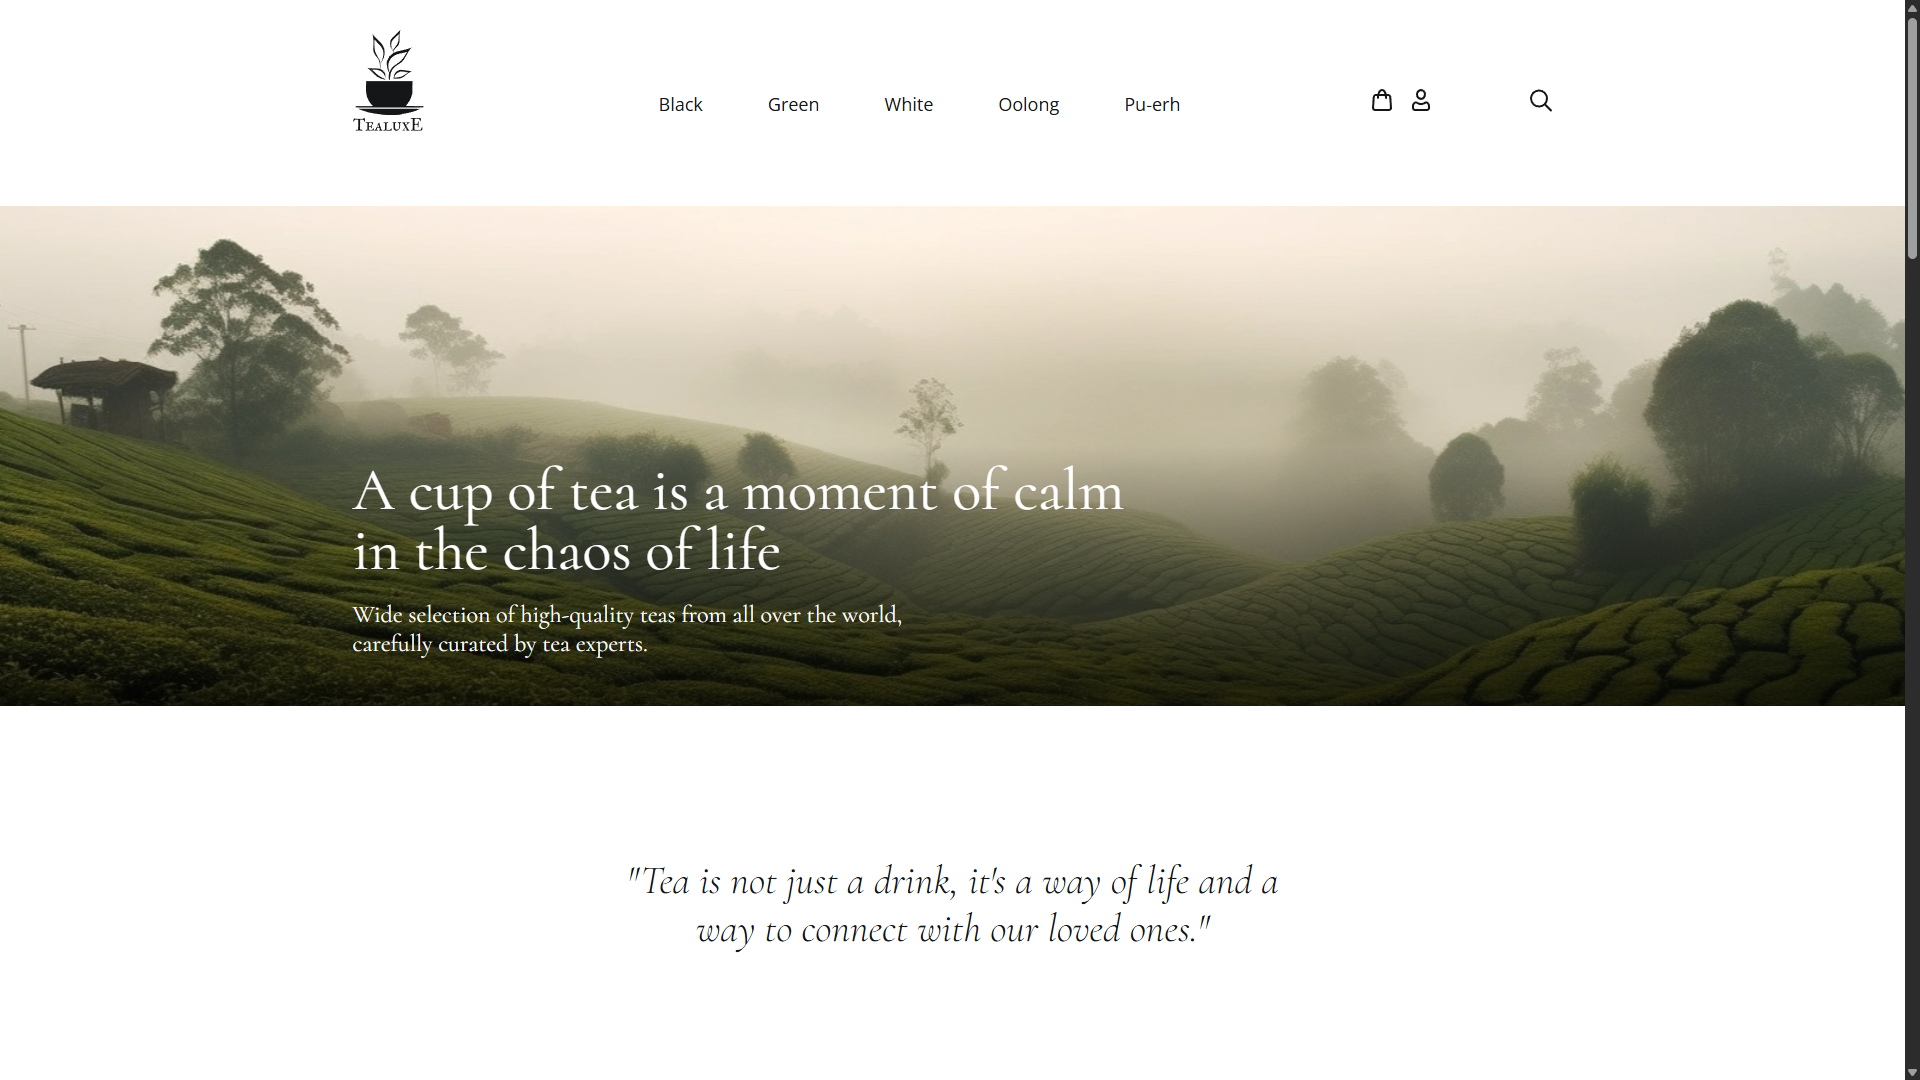 TEALUXE
Black
Green
White
Oolong
Pu-erh
A cup of tea is a moment of calm
in the chaos of life
Wide selection of high-quality teas from all over the world,
carefully curated by tea experts.
"Tea is not just a drink, it's a way of life and a
way to connect with our loved ones."